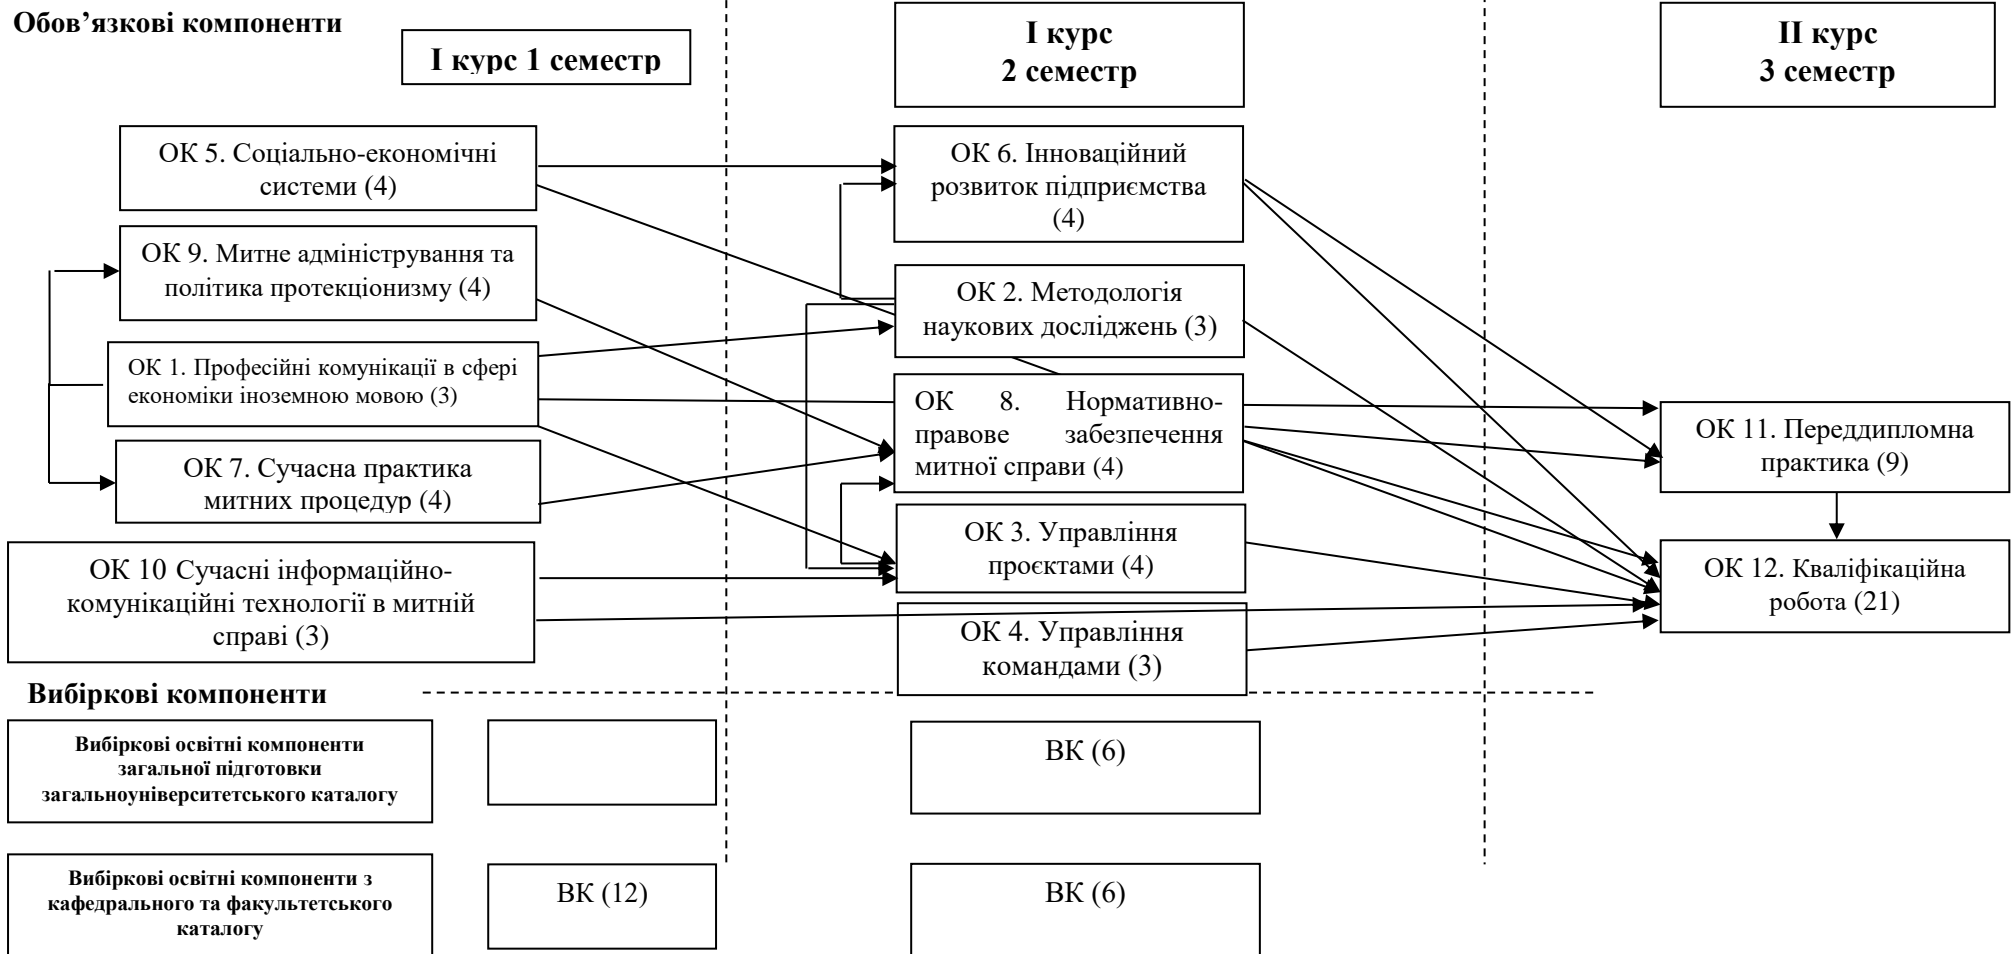 Обов’язкові компоненти
І курс 1 семестр
І курс
2 семестр
ІІ курс
3 семестр
ОК 5. Соціально-економічні
системи (4)
ОК 9. Митне адміністрування та
політика протекціонизму (4)
ОК 1. Професійні комунікації в сфері
економіки іноземною мовою (3)
ОК 7. Сучасна практика
митних процедур (4)
ОК 10 Сучасні інформаційно-
комунікаційні технології в митній
справі (3)
ОК 6. Інноваційний
розвиток підприємства
(4)
ОК 2. Методологія
наукових досліджень (3)
ОК 8. Нормативно-
правове забезпечення
митної справи (4)
ОК 3. Управління
проєктами (4)
ОК 4. Управління
командами (3)
ОК 11. Переддипломна
практика (9)
ОК 12. Кваліфікаційна
робота (21)
Вибіркові компоненти
Вибіркові освітні компоненти
загальної підготовки
загальноуніверситетського каталогу
ВК (6)
Вибіркові освітні компоненти з
кафедрального та факультетського
каталогу
ВК (12)
ВК (6)